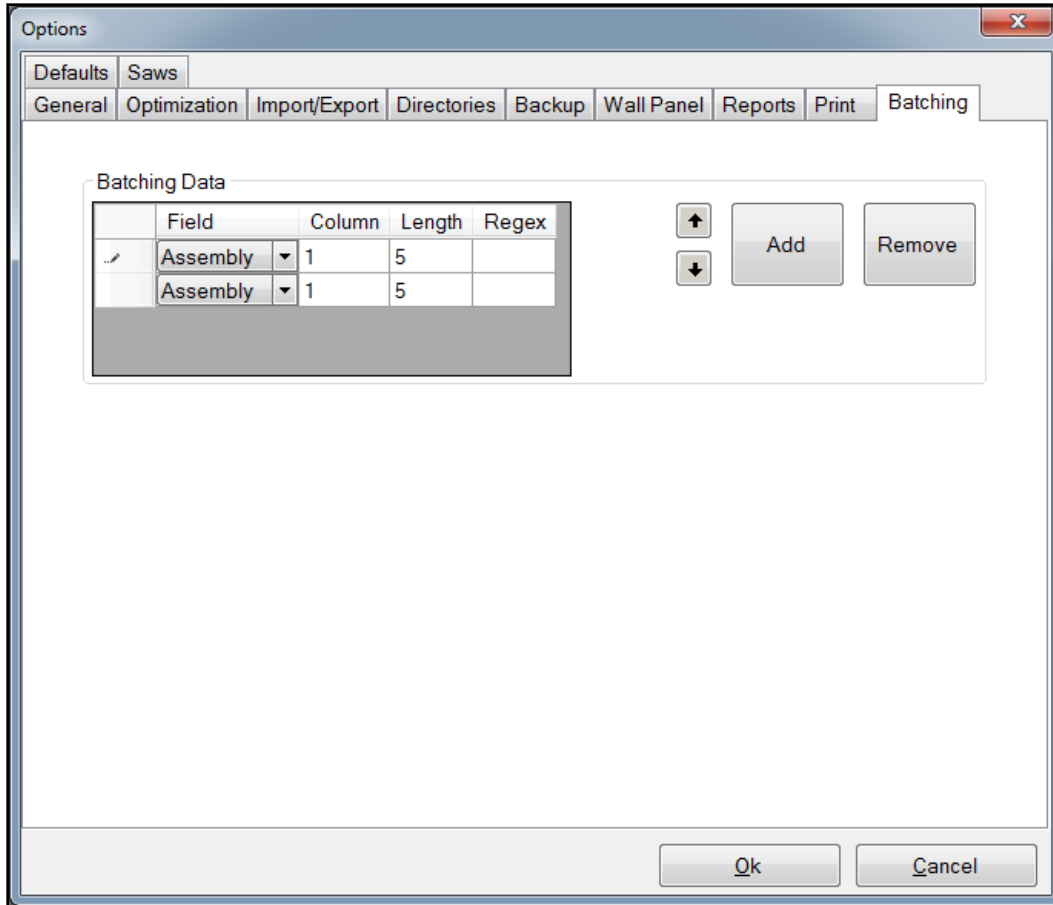 Options
Defaults Saws
General Optimization Import/Export Directories Backup Wall Panel Reports Print Batching
Batching Data
Field Column Length Regex
Assembly 1 5
Assembly 1 5
Add Remove
Ok Cancel